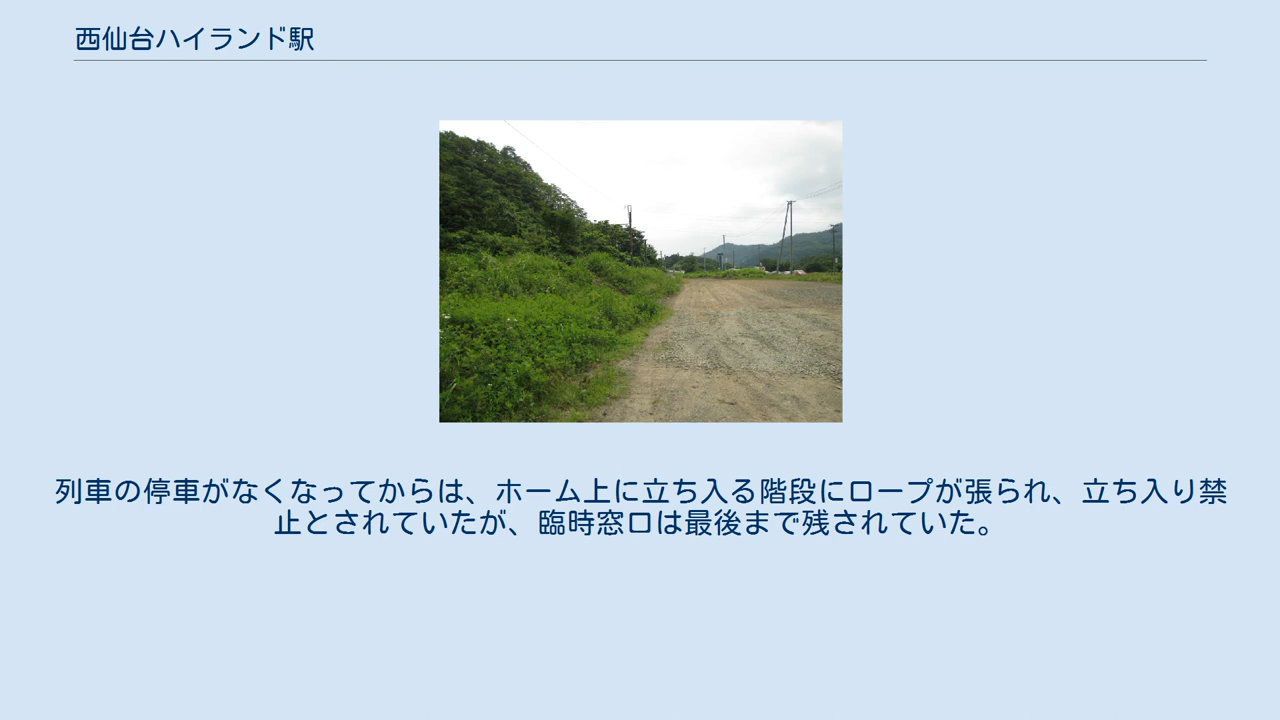 西仙台ハイランド駅
列車の停車がなくなってからは、ホーム上に立ち入る階段にロープが張られ、立ち入り禁
止とされていたが、臨時窓口は最後まで残されていた。